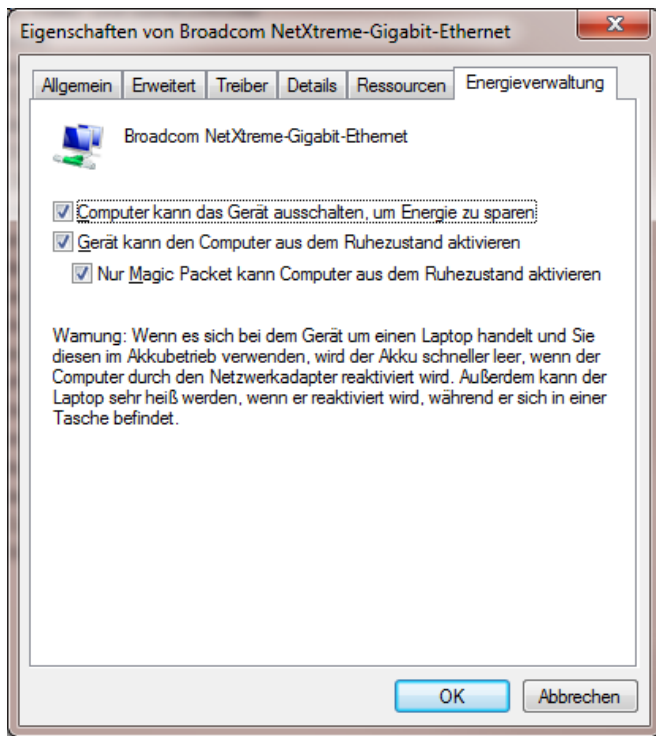 Eigenschaften von Broadcom NetXtreme-Gigabit-Ethernet
Allgemein Erweitert Treiber Details Ressourcen Energieverwaltung
Broadcom NetXtreme-Gigabit-Ethernet
Computer kann das Gerät ausschalten, um Energie zu sparen
Gerät kann den Computer aus dem Ruhezustand aktivieren
Nur Magic Packet kann Computer aus dem Ruhezustand aktivieren
Warnung: Wenn es sich bei dem Gerät um einen Laptop handelt und Sie
diesen im Akkubetrieb verwenden, wird der Akku schneller leer, wenn der
Computer durch den Netzwerkadapter reaktiviert wird. Außerdem kann der
Laptop sehr heiß werden, wenn er reaktiviert wird, während er sich in einer
Tasche befindet.
OK Abbrechen